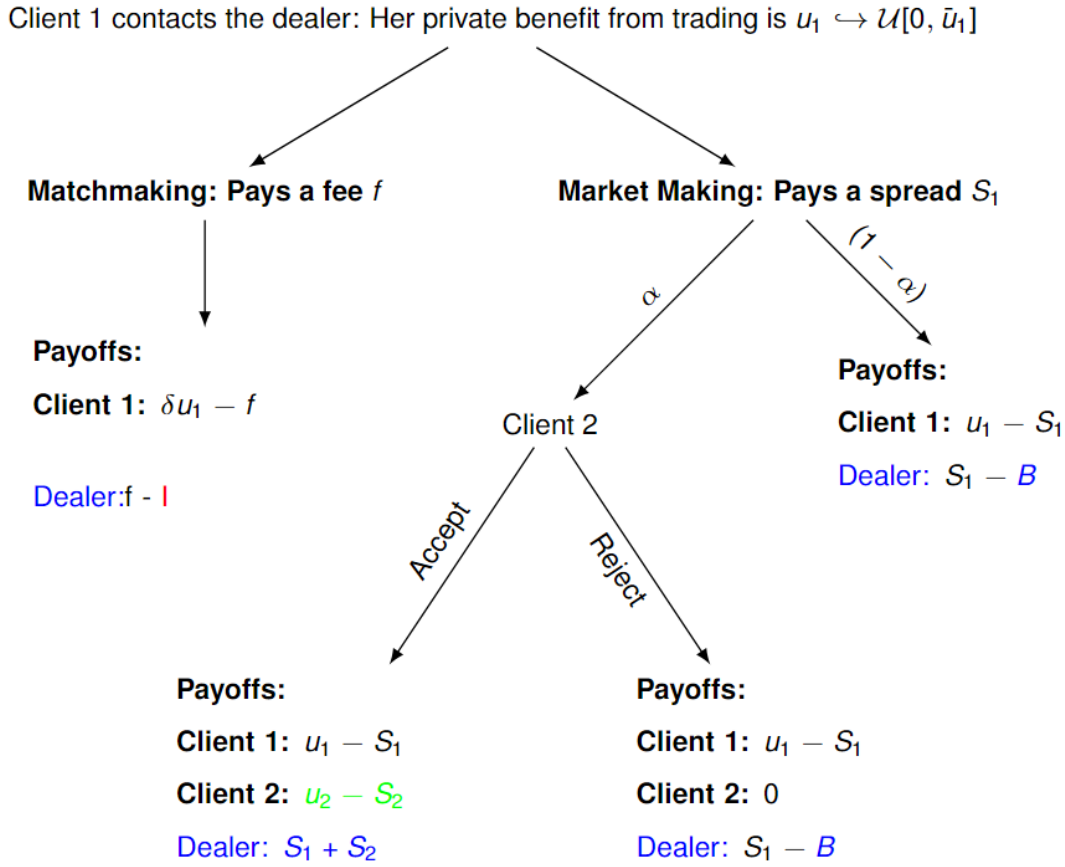 Client 1 contacts the dealer: Her private benefit from trading is u₁ ↪ 𝒰[0, ū₁]
Matchmaking: Pays a fee f
Market Making: Pays a spread S₁
α
(1 − α)
Payoffs:
Client 1: δu₁ − f
Dealer:f - I
Client 2
Payoffs:
Client 1: u₁ − S₁
Dealer: S₁ − B
Accept
Reject
Payoffs:
Client 1: u₁ − S₁
Client 2: u₂ − S₂
Dealer: S₁ + S₂
Payoffs:
Client 1: u₁ − S₁
Client 2: 0
Dealer: S₁ − B